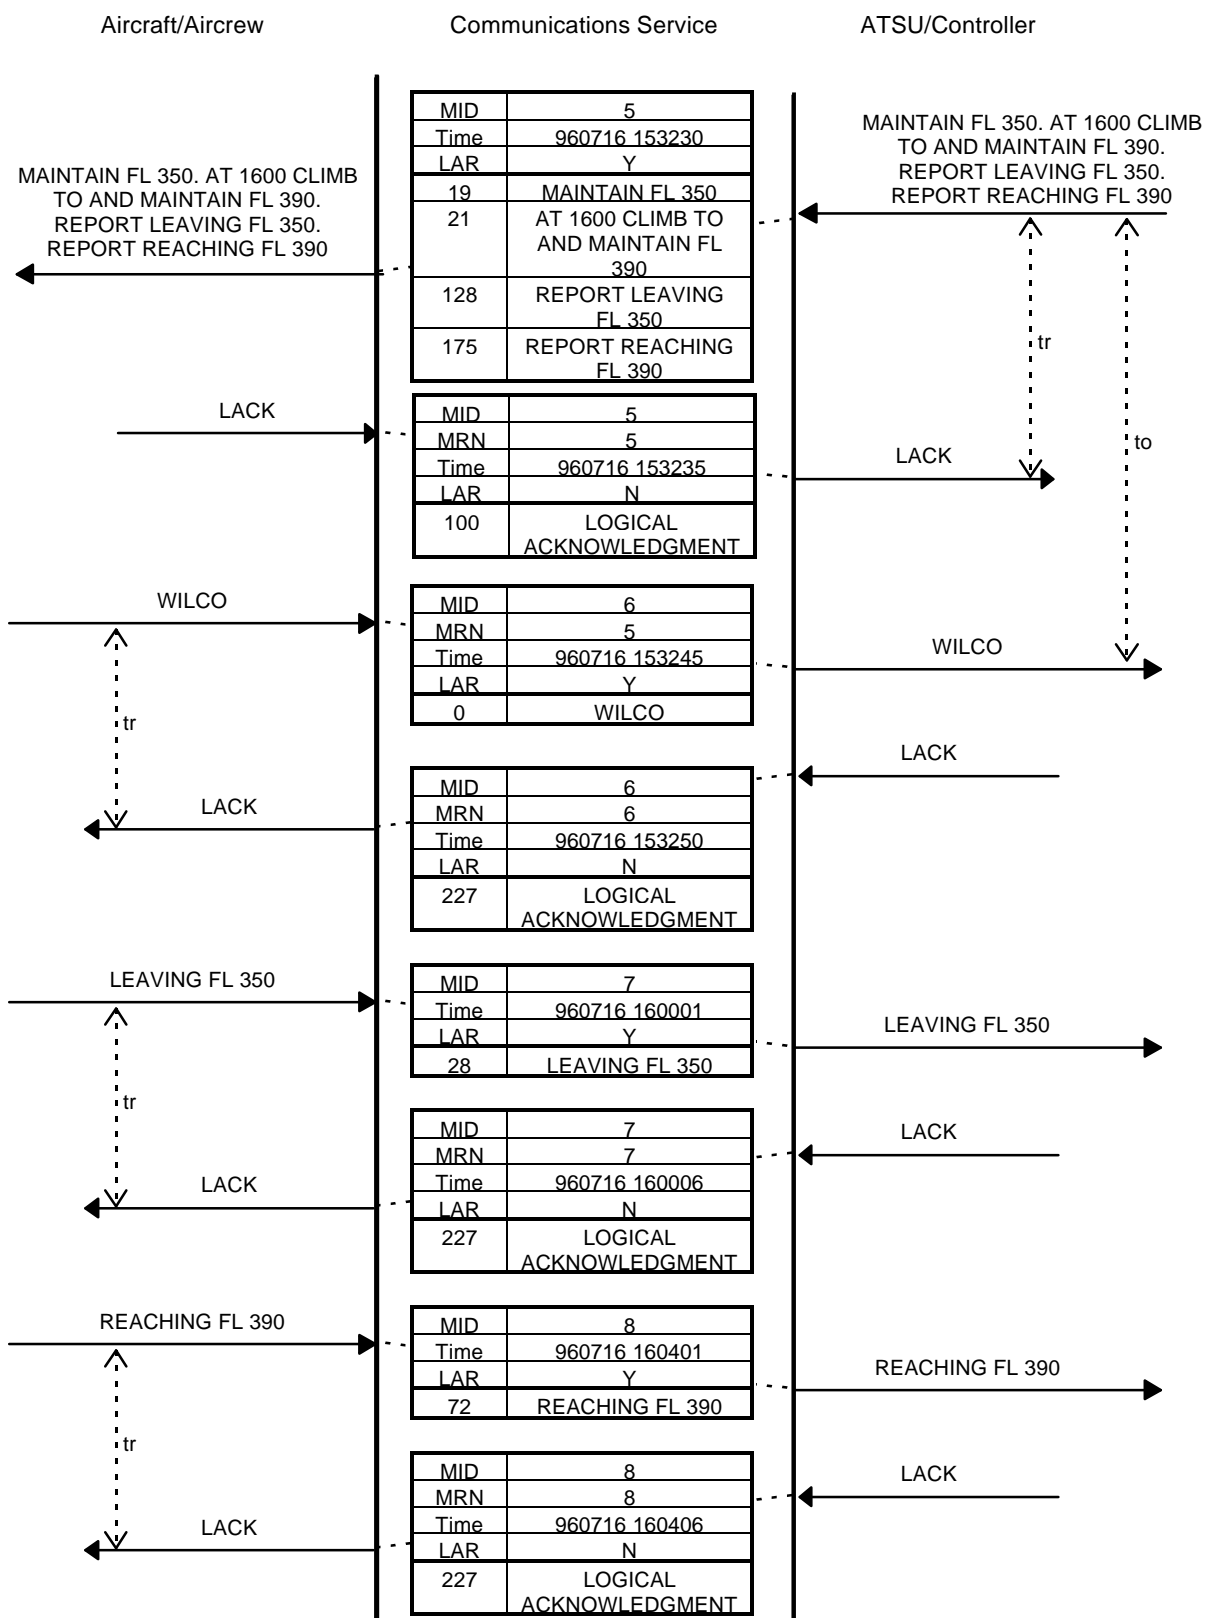 Aircraft/Aircrew
Communications Service
ATSU/Controller
MID 5
Time 960716 153230
LAR Y
19 MAINTAIN FL 350
21 AT 1600 CLIMB TO
AND MAINTAIN FL
390
128 REPORT LEAVING
FL 350
175 REPORT REACHING
FL 390
MAINTAIN FL 350. AT 1600 CLIMB
TO AND MAINTAIN FL 390.
REPORT LEAVING FL 350.
REPORT REACHING FL 390
MAINTAIN FL 350. AT 1600 CLIMB
TO AND MAINTAIN FL 390.
REPORT LEAVING FL 350.
REPORT REACHING FL 390
tr
to
LACK
MID 5
MRN 5
Time 960716 153235
LAR N
100 LOGICAL
ACKNOWLEDGMENT
LACK
WILCO
MID 6
MRN 5
Time 960716 153245
LAR Y
0 WILCO
WILCO
tr
LACK
MID 6
MRN 6
Time 960716 153250
LAR N
227 LOGICAL
ACKNOWLEDGMENT
LACK
LEAVING FL 350
MID 7
Time 960716 160001
LAR Y
28 LEAVING FL 350
LEAVING FL 350
tr
LACK
MID 7
MRN 7
Time 960716 160006
LAR N
227 LOGICAL
ACKNOWLEDGMENT
LACK
REACHING FL 390
MID 8
Time 960716 160401
LAR Y
72 REACHING FL 390
REACHING FL 390
tr
LACK
MID 8
MRN 8
Time 960716 160406
LAR N
227 LOGICAL
ACKNOWLEDGMENT
LACK